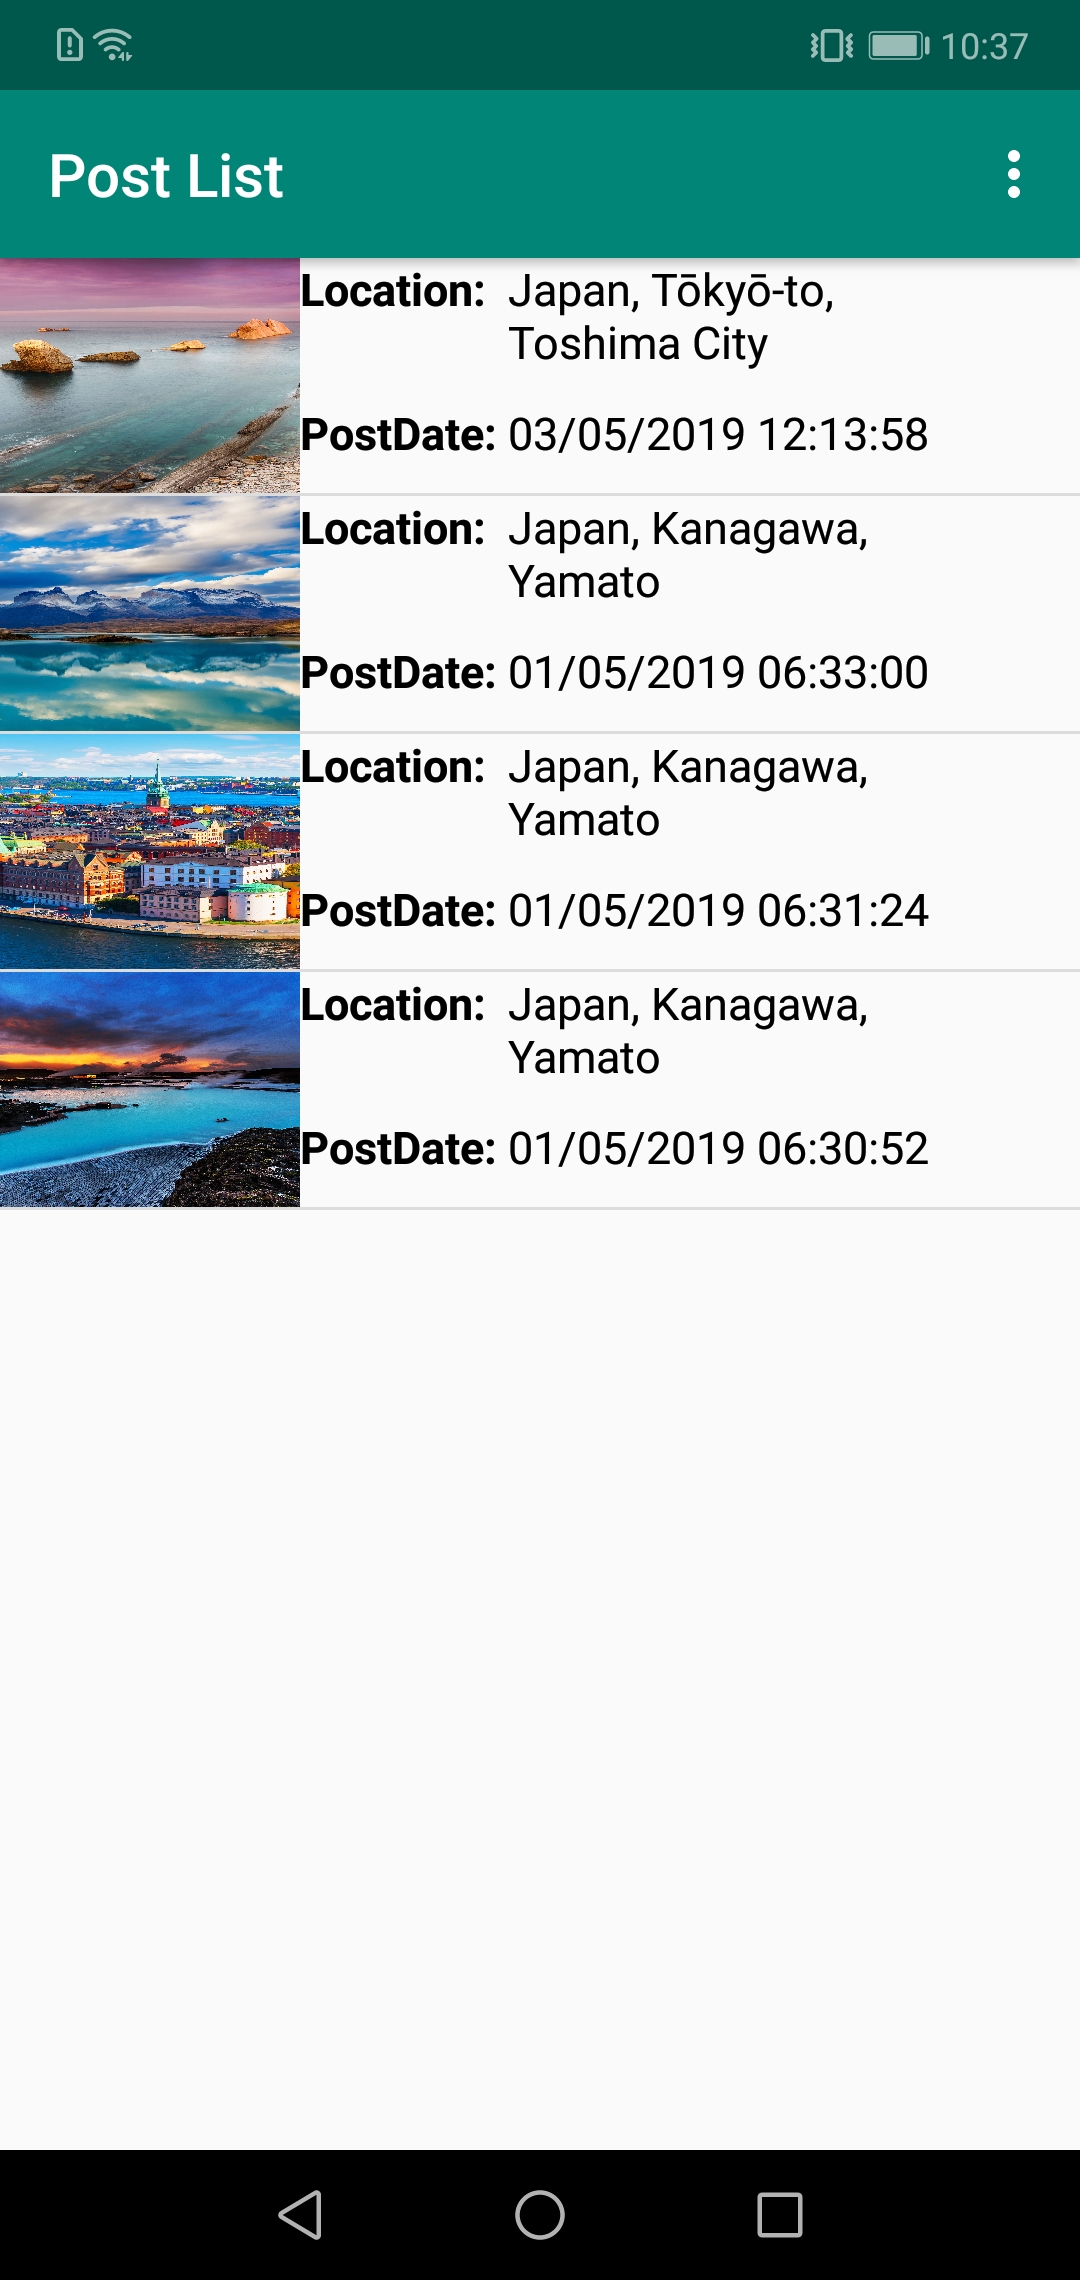 10:37
Post List
Location: Japan, Tōkyō-to,
Toshima City
PostDate: 03/05/2019 12:13:58
Location: Japan, Kanagawa,
Yamato
PostDate: 01/05/2019 06:33:00
Location: Japan, Kanagawa,
Yamato
PostDate: 01/05/2019 06:31:24
Location: Japan, Kanagawa,
Yamato
PostDate: 01/05/2019 06:30:52